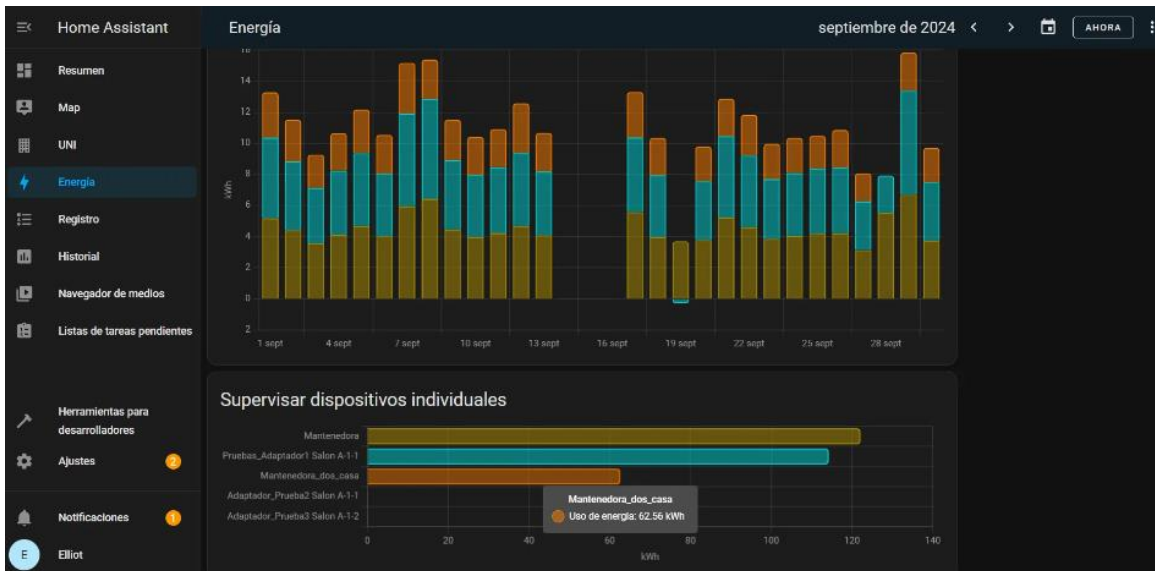 Home Assistant
Energía
septiembre de 2024
AHORA
Resumen
Map
UNI
Energía
Registro
Historial
Navegador de medios
Listas de tareas pendientes
Herramientas para
desarrolladores
Ajustes
2
Notificaciones
1
E
Elliot
16
14
12
10
8
6
4
2
0
2
kWh
1 sept
4 sept
7 sept
10 sept
13 sept
16 sept
19 sept
22 sept
25 sept
28 sept
Supervisar dispositivos individuales
Mantenedora
Pruebas_Adaptador1 Salon A-1-1
Mantenedora_dos_casa
Adaptador_Prueba2 Salon A-1-1
Adaptador_Prueba3 Salon A-1-2
Mantenedora_dos_casa
Uso de energía: 62.56 kWh
0
20
40
60
80
100
120
140
kWh